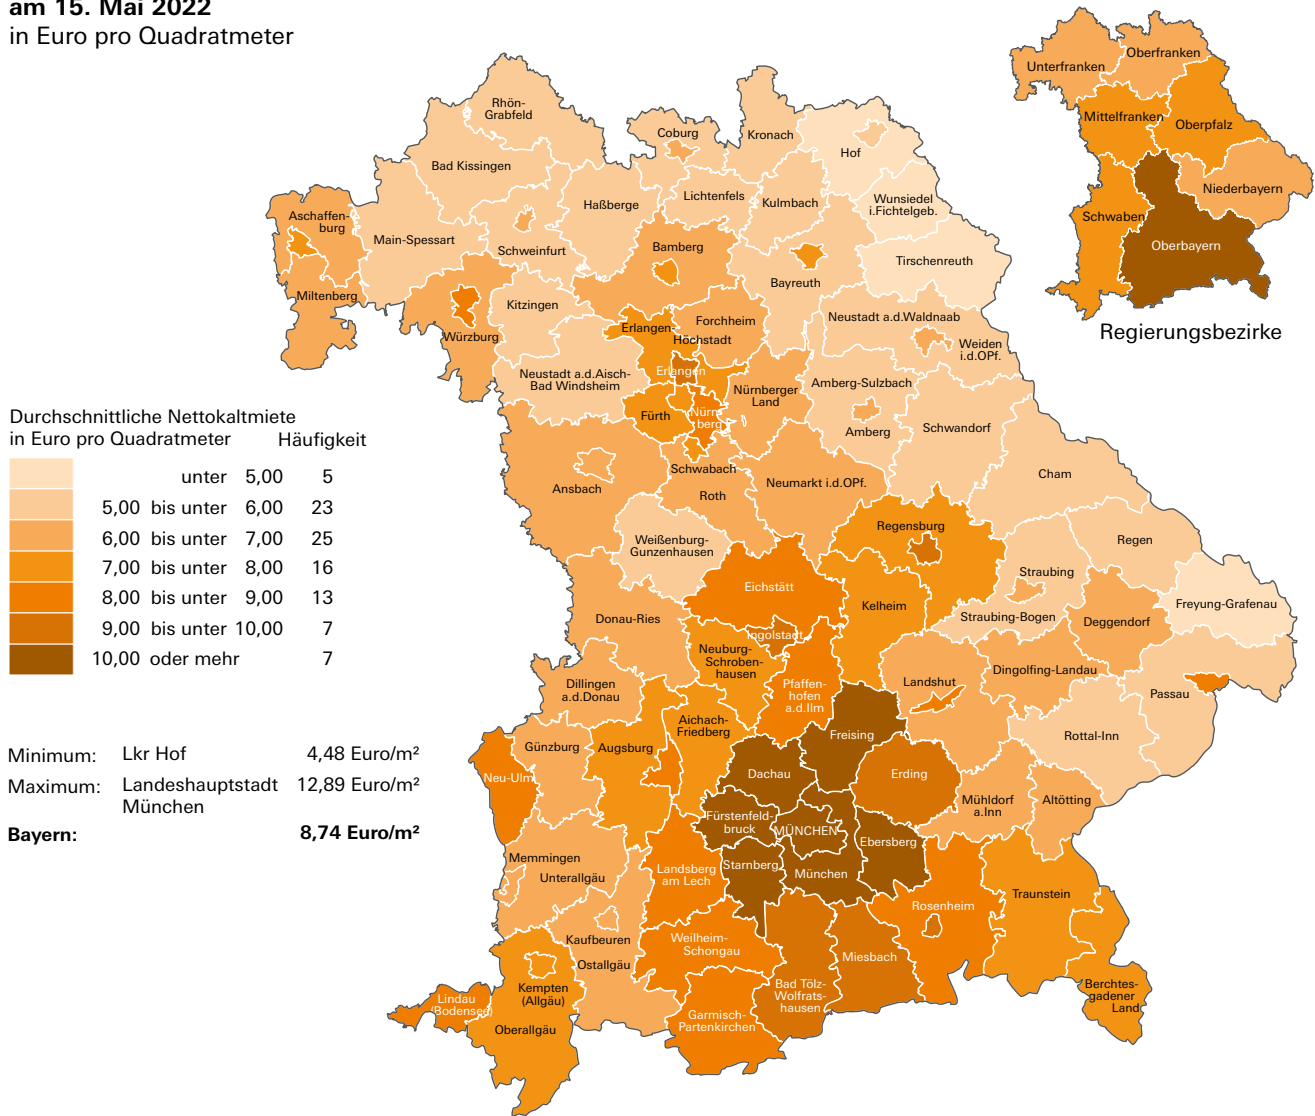 am 15. Mai 2022
in Euro pro Quadratmeter
Unterfranken
Oberfranken
Mittelfranken
Oberpfalz
Niederbayern
Schwaben
Oberbayern
Regierungsbezirke
Rhön-
Grabfeld
Coburg
Kronach
Hof
Bad Kissingen
Lichtenfels
Kulmbach
Wunsiedel
i.Fichtelgeb.
Haßberge
Aschaffen-
burg
Main-Spessart
Schweinfurt
Bamberg
Tirschenreuth
Bayreuth
Miltenberg
Kitzingen
Würzburg
Erlangen-
Höchstadt
Forchheim
Neustadt a.d.Waldnaab
Weiden
i.d.OPf.
Neustadt a.d.Aisch-
Bad Windsheim
Erlangen
Nürnberger
Land
Amberg-Sulzbach
Fürth
Nürn-
berg
Amberg
Schwandorf
Ansbach
Schwabach
Roth
Neumarkt i.d.OPf.
Cham
Weißenburg-
Gunzenhausen
Regensburg
Regen
Eichstätt
Straubing
Kelheim
Straubing-Bogen
Freyung-Grafenau
Donau-Ries
Ingolstadt
Deggendorf
Neuburg-
Schroben-
hausen
Dingolfing-Landau
Pfaffen-
hofen
a.d.Ilm
Landshut
Passau
Dillingen
a.d.Donau
Aichach-
Friedberg
Freising
Rottal-Inn
Günzburg
Augsburg
Neu-Ulm
Dachau
Erding
Mühldorf
a.Inn
Altötting
Fürstenfeld-
bruck
MÜNCHEN
Ebersberg
Memmingen
Unterallgäu
Landsberg
am Lech
Starnberg
München
Traunstein
Rosenheim
Kaufbeuren
Weilheim-
Schongau
Miesbach
Ostallgäu
Kempten
(Allgäu)
Bad Tölz-
Wolfrats-
hausen
Berchtes-
gadener
Land
Lindau
(Bodensee)
Oberallgäu
Garmisch-
Partenkirchen
Durchschnittliche Nettokaltmiete
in Euro pro Quadratmeter Häufigkeit
unter 5,00 5
5,00 bis unter 6,00 23
6,00 bis unter 7,00 25
7,00 bis unter 8,00 16
8,00 bis unter 9,00 13
9,00 bis unter 10,00 7
10,00 oder mehr 7
Minimum: Lkr Hof 4,48 Euro/m²
Maximum: Landeshauptstadt 12,89 Euro/m²
München
Bayern: 8,74 Euro/m²